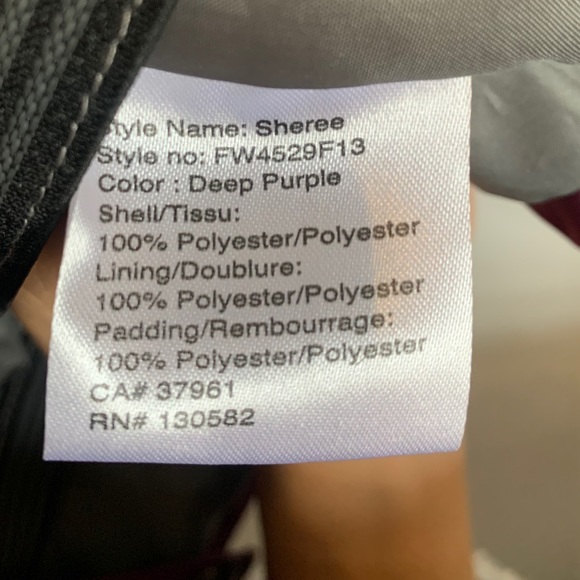 Style Name: Sheree
Style no: FW4529F13
Color : Deep Purple
Shell/Tissu:
100% Polyester/Polyester
Lining/Doublure:
100% Polyester/Polyester
Padding/Rembourrage:
100% Polyester/Polyester
CA# 37961
RN# 130582